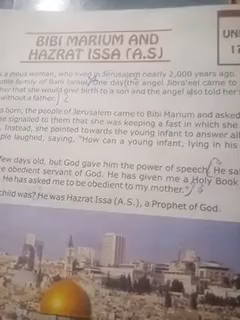 BIBI MARIUM AND
HAZRAT ISSA (A.S)
UN
17
a pious woman, who lived in Jerusalem nearly 2,000 years ago.
noble family of Bani Israel. One day the angel Jibra'eel came to
her that she would give birth to a son and the angel also told her
without a father.
born, the people of Jerusalem came to Bibi Marium and asked
he signalled to them that she was keeping a fast in which she
. Instead, she pointed towards the young infant to answer all
ple laughed, saying, "How can a young infant, lying in his
few days old, but God gave him the power of speech. He sa
e obedient servant of God. He has given me a Holy Book
. He has asked me to be obedient to my mother."
child was? He was Hazrat Issa (A.S.), a Prophet of God.